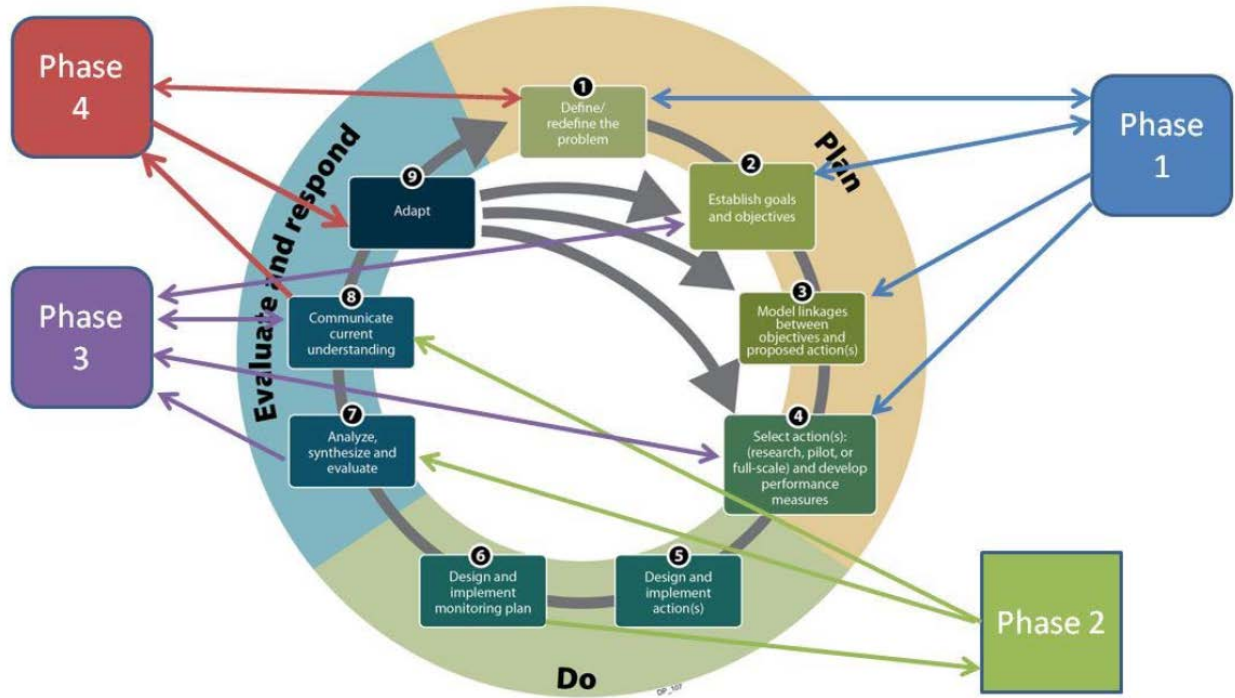 Phase
4
Phase
1
Phase
3
Phase 2
Plan
Evaluate and respond
Do
1
Define/
redefine the
problem
2
Establish goals
and objectives
3
Model linkages
between
objectives and
proposed action(s)
4
Select action(s):
(research, pilot, or
full-scale) and develop
performance
measures
5
Design and
implement
action(s)
6
Design and
implement
monitoring plan
7
Analyze,
synthesize and
evaluate
8
Communicate
current
understanding
9
Adapt
DP_107